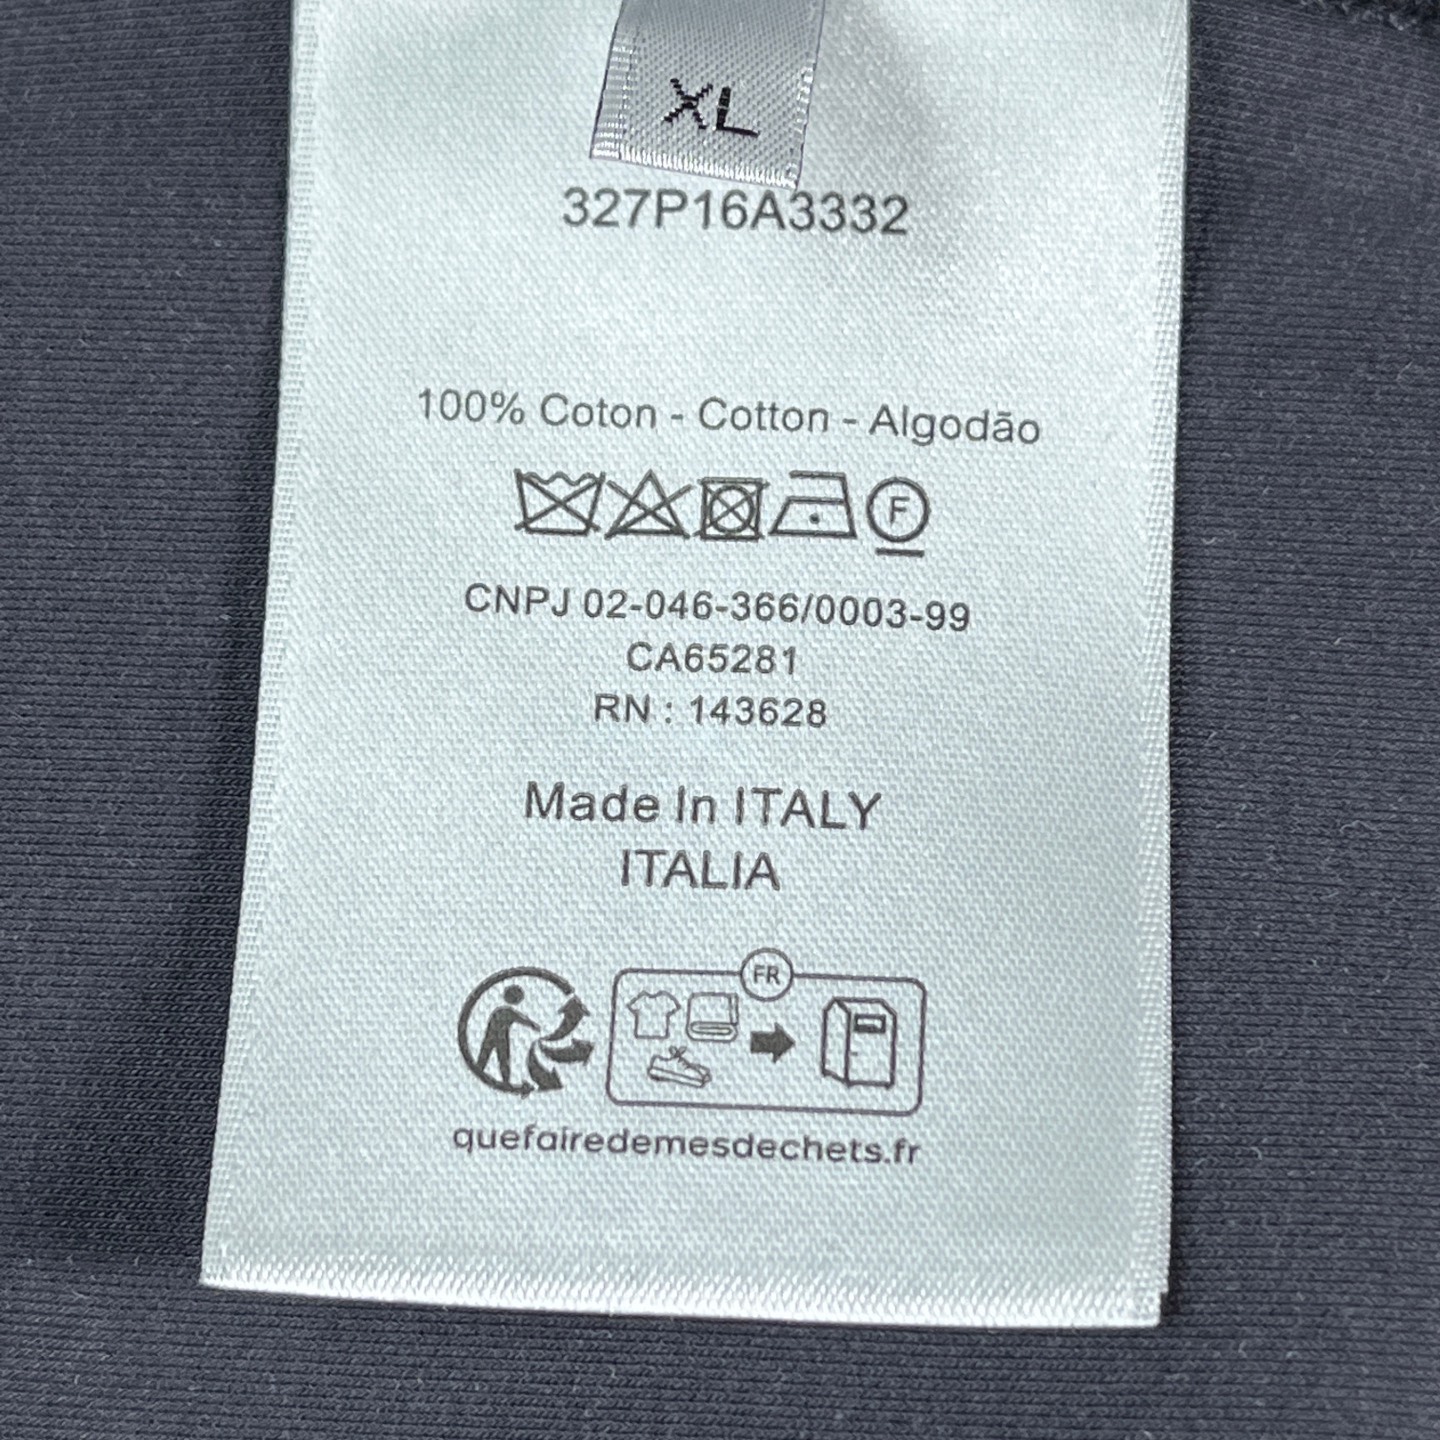 XL
327P16A3332
100% Coton - Cotton - Algodão
F
CNPJ 02-046-366/0003-99
CA65281
RN : 143628
Made In ITALY
ITALIA
FR
quefairedemesdechets.fr